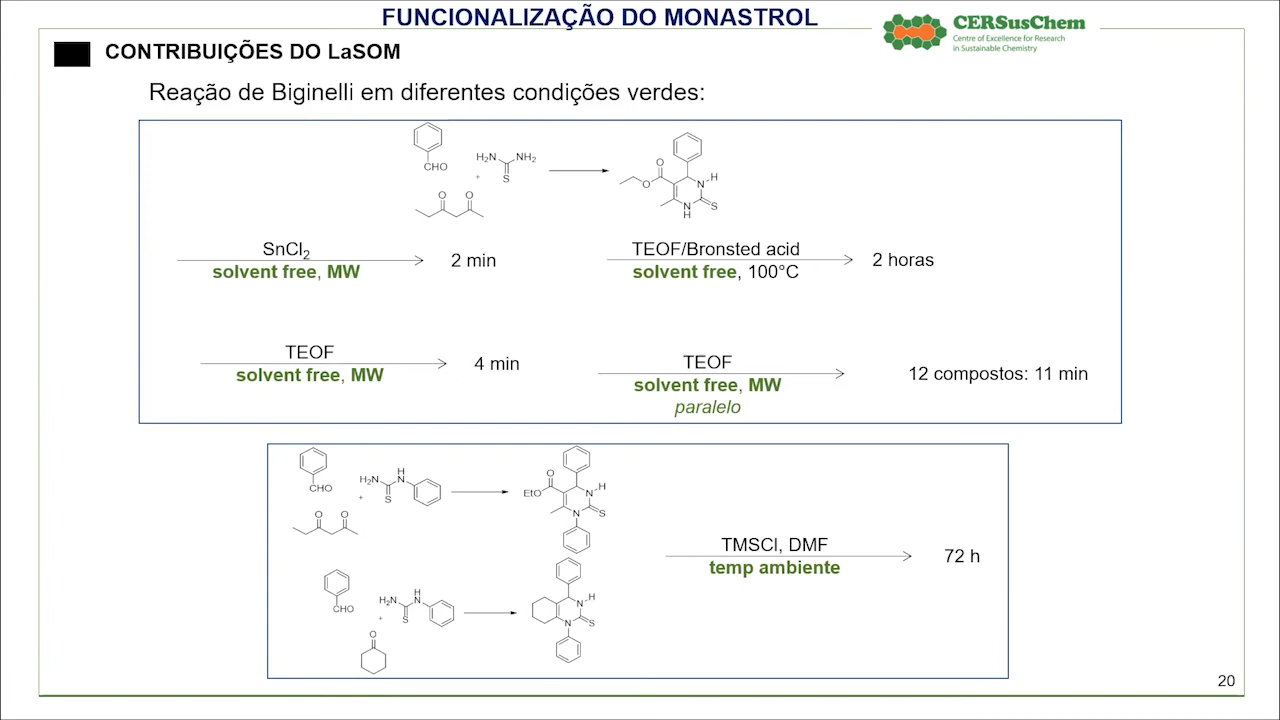 FUNCIONALIZAÇÃO DO MONASTROL
CERSusChem
Centre of Excellence for Research
in Sustainable Chemistry
CONTRIBUIÇÕES DO LaSOM
Reação de Biginelli em diferentes condições verdes:
CHO
+
H₂N
NH₂
S
O
O
O
O
N
H
N
H
S
SnCl₂
solvent free, MW
2 min
TEOF/Bronsted acid
solvent free, 100°C
2 horas
TEOF
solvent free, MW
4 min
TEOF
solvent free, MW
paralelo
12 compostos: 11 min
CHO
+
H₂N
H
N
S
O
O
O
EtO
N
H
N
S
TMSCl, DMF
temp ambiente
72 h
CHO
+
H₂N
H
N
S
O
N
H
N
S
20